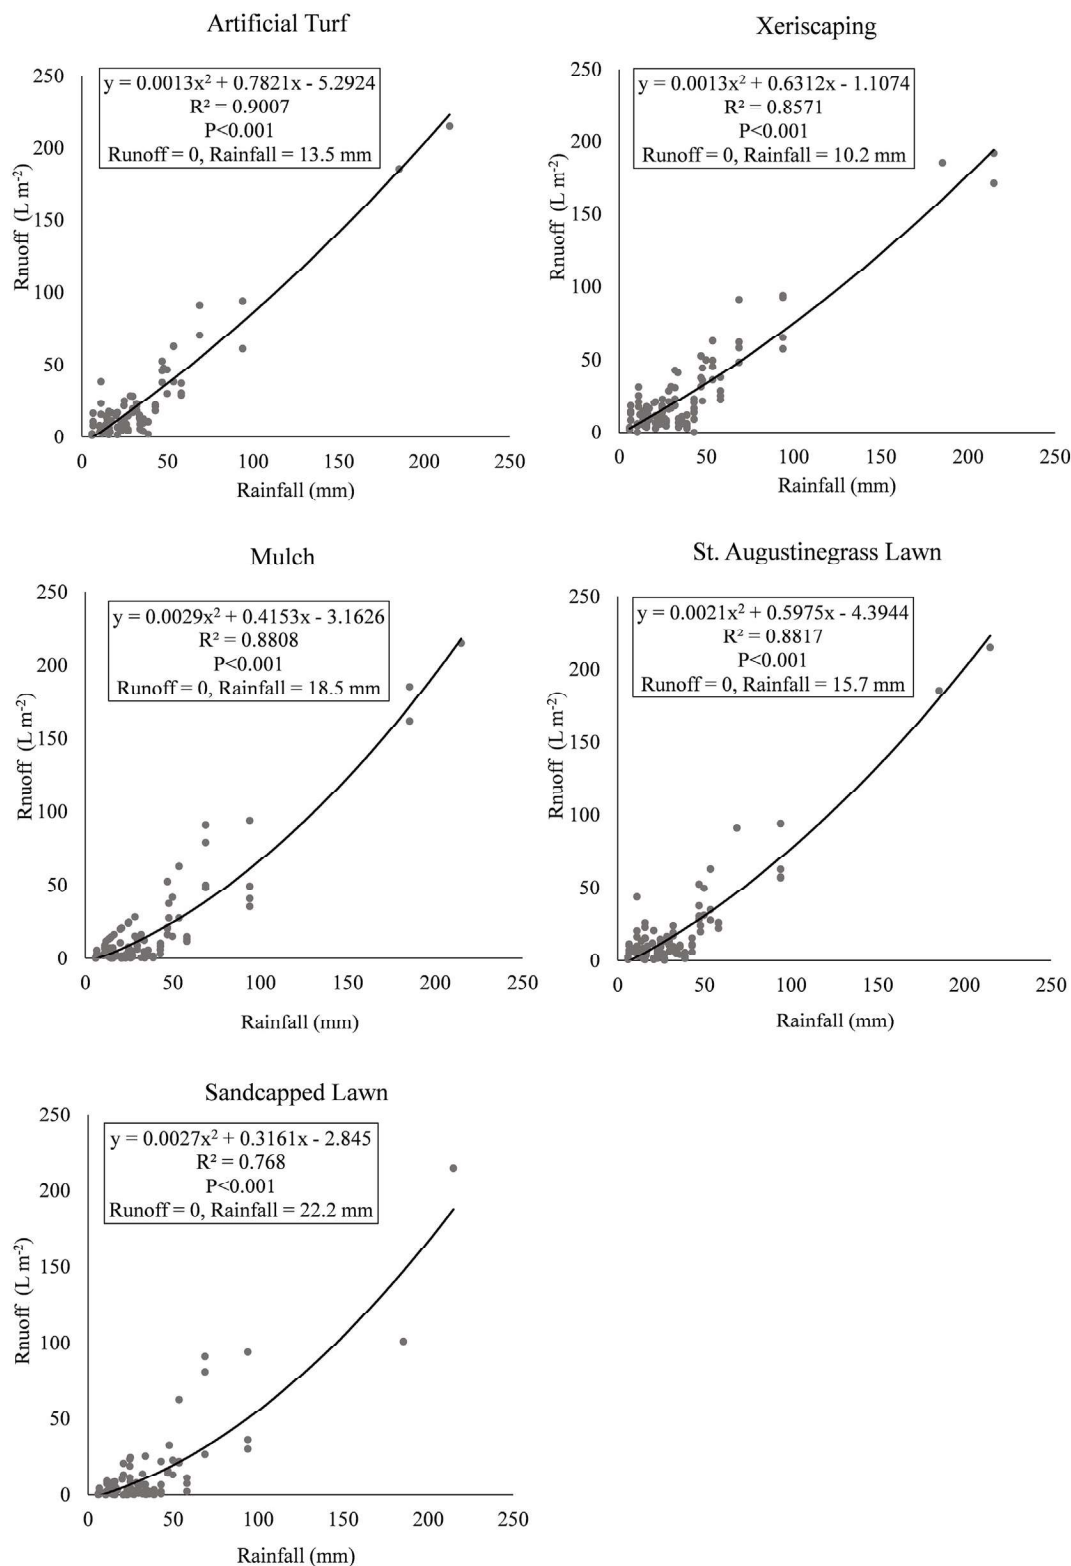 Artificial Turf
y = 0.0013x² + 0.7821x - 5.2924
R² = 0.9007
P<0.001
Runoff = 0, Rainfall = 13.5 mm
Rnuoff (L m⁻²)
250
200
150
100
50
0
0 50 100 150 200 250
Rainfall (mm)
Xeriscaping
y = 0.0013x² + 0.6312x - 1.1074
R² = 0.8571
P<0.001
Runoff = 0, Rainfall = 10.2 mm
Rnuoff (L m⁻²)
250
200
150
100
50
0
0 50 100 150 200 250
Rainfall (mm)
Mulch
y = 0.0029x² + 0.4153x - 3.1626
R² = 0.8808
P<0.001
Runoff = 0, Rainfall = 18.5 mm
Rnuoff (L m⁻²)
250
200
150
100
50
0
0 50 100 150 200 250
Rainfall (mm)
St. Augustinegrass Lawn
y = 0.0021x² + 0.5975x - 4.3944
R² = 0.8817
P<0.001
Runoff = 0, Rainfall = 15.7 mm
Rnuoff (L m⁻²)
250
200
150
100
50
0
0 50 100 150 200 250
Rainfall (mm)
Sandcapped Lawn
y = 0.0027x² + 0.3161x - 2.845
R² = 0.768
P<0.001
Runoff = 0, Rainfall = 22.2 mm
Rnuoff (L m⁻²)
250
200
150
100
50
0
0 50 100 150 200 250
Rainfall (mm)